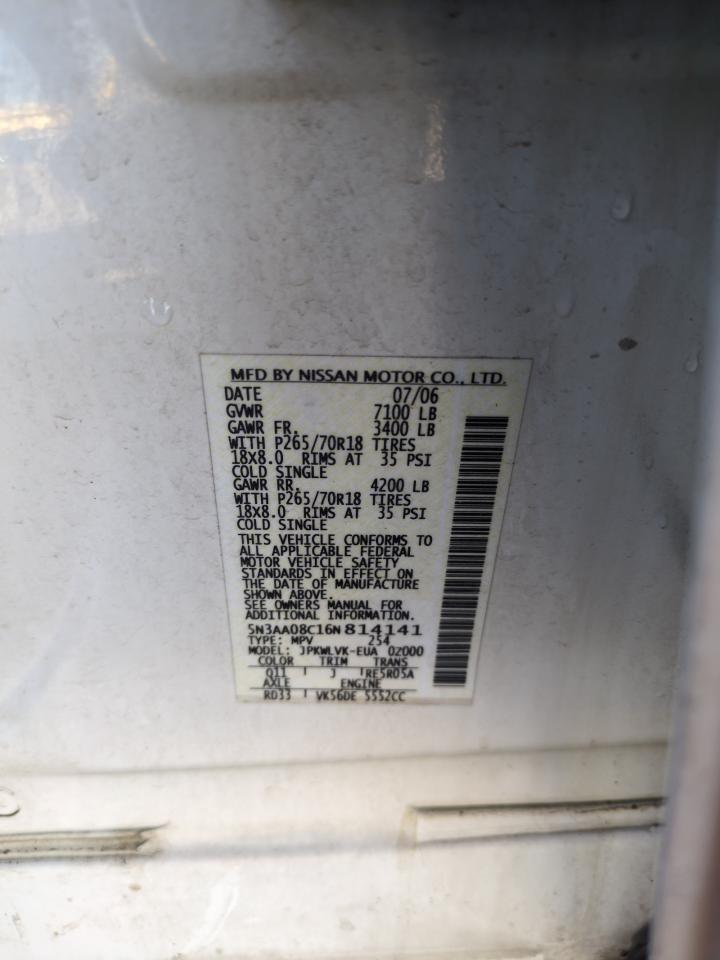 MFD BY NISSAN MOTOR CO., LTD.
DATE 07/06
GVWR 7100 LB
GAWR FR. 3400 LB
WITH P265/70R18 TIRES
18X8.0 RIMS AT 35 PSI
COLD SINGLE
GAWR RR. 4200 LB
WITH P265/70R18 TIRES
18X8.0 RIMS AT 35 PSI
COLD SINGLE
THIS VEHICLE CONFORMS TO
ALL APPLICABLE FEDERAL
MOTOR VEHICLE SAFETY
STANDARDS IN EFFECT ON
THE DATE OF MANUFACTURE
SHOWN ABOVE.
SEE OWNERS MANUAL FOR
ADDITIONAL INFORMATION.
5N3AA08C16N814141
TYPE: MPV 254
MODEL: JPKWLVK-EUA 02000
COLOR TRIM TRANS
Q11 J RE5R05A
AXLE ENGINE
RD33 VK56DE 5552CC